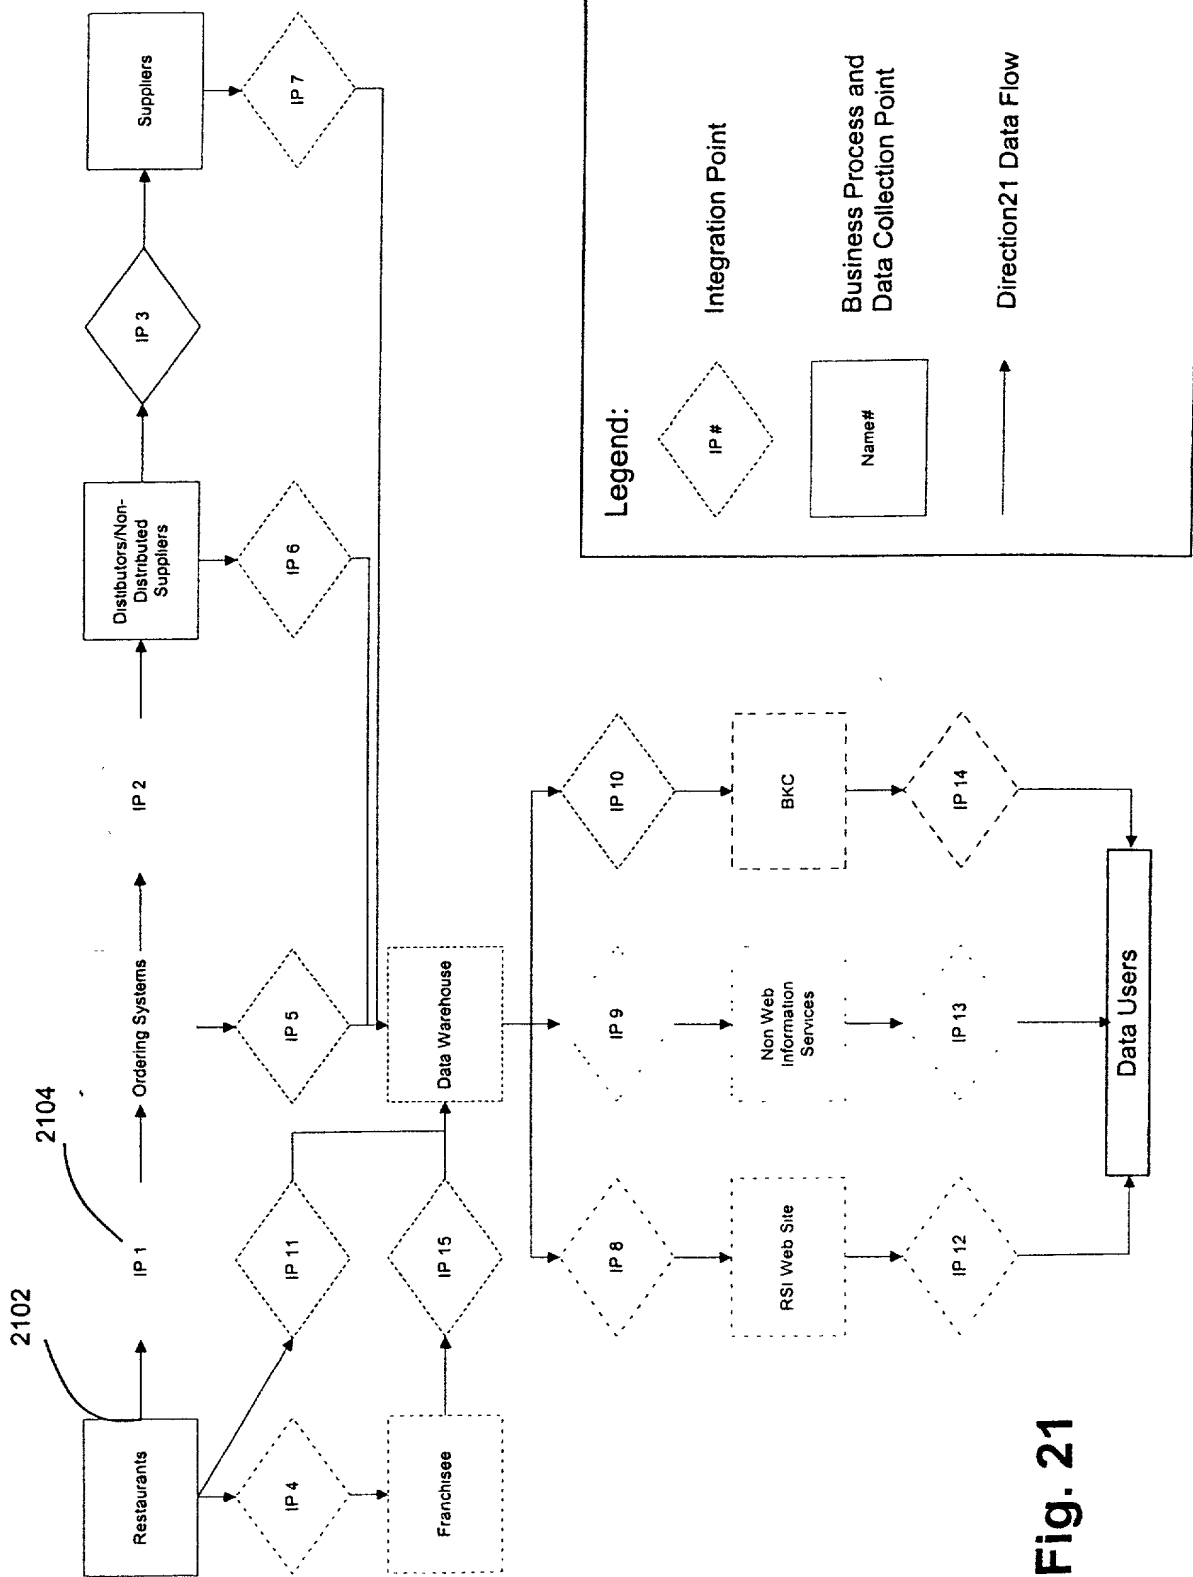 2102
2104
Restaurants
IP 1
Ordering Systems
IP 2
Distibutors/Non-
Distributed
Suppliers
IP 3
Suppliers
IP 4
IP 11
IP 5
IP 6
IP 7
Franchisee
IP 15
Data Warehouse
IP 8
IP 9
IP 10
RSI Web Site
Non Web
Information
Services
BKC
IP 12
IP 13
IP 14
Data Users
Legend:
IP #
Integration Point
Name#
Business Process and
Data Collection Point
Direction21 Data Flow
Fig. 21